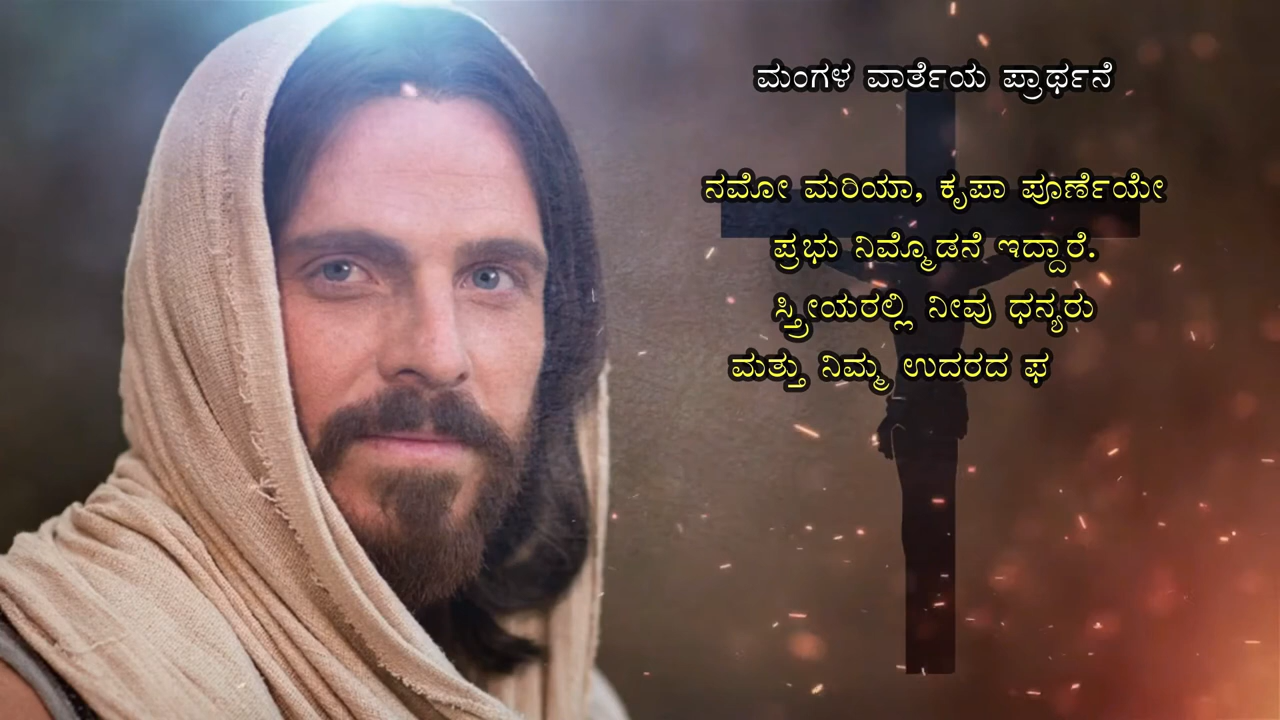 ಮಂಗಳ ವಾರ್ತೆಯ ಪ್ರಾರ್ಥನೆ
ನಮೋ ಮರಿಯಾ, ಕೃಪಾ ಪೂರ್ಣೆಯೇ
ಪ್ರಭು ನಿಮ್ಮೊಡನೆ ಇದ್ದಾರೆ.
ಸ್ತ್ರೀಯರಲ್ಲಿ ನೀವು ಧನ್ಯರು
ಮತ್ತು ನಿಮ್ಮ ಉದರದ ಫ